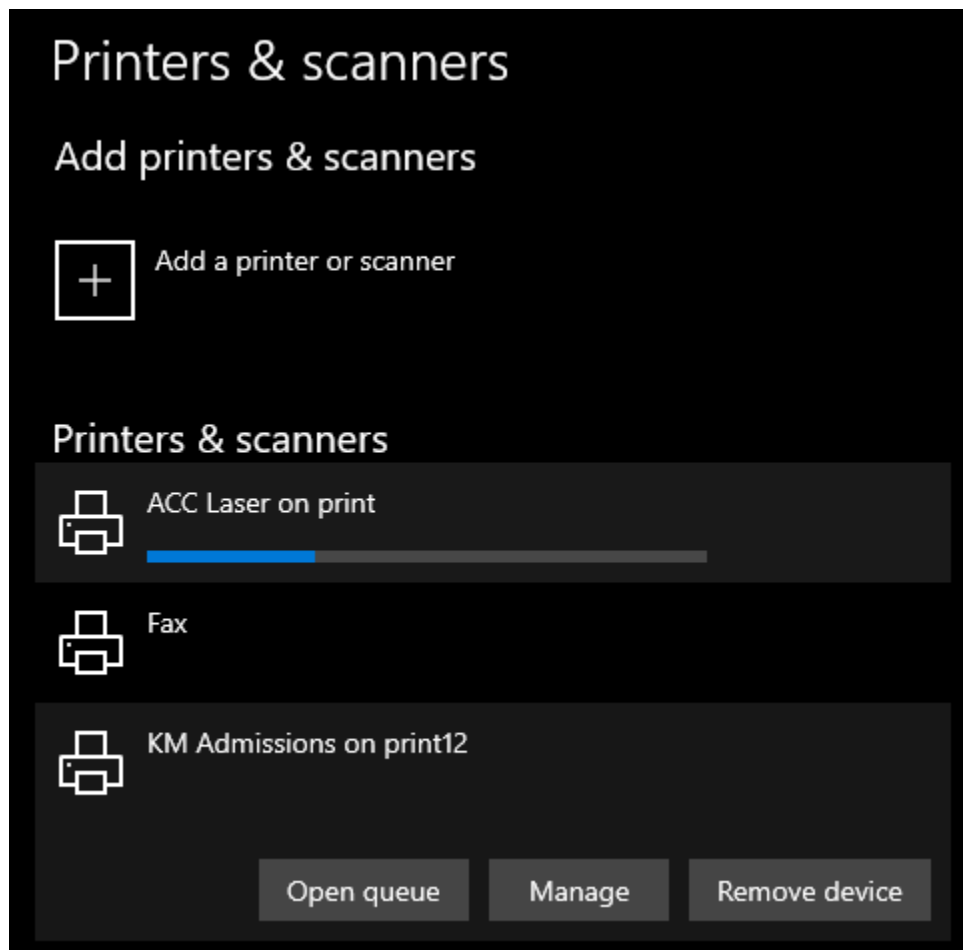 Printers & scanners
Add printers & scanners
Add a printer or scanner
Printers & scanners
ACC Laser on print
Fax
KM Admissions on print12
Open queue Manage Remove device